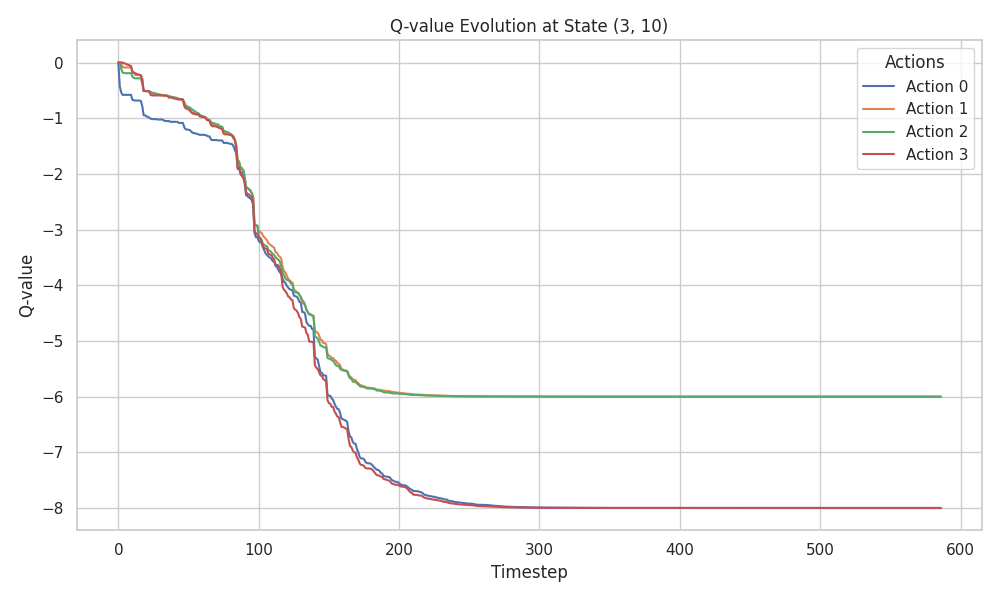 Q-value Evolution at State (3, 10)
Q-value
0
−1
−2
−3
−4
−5
−6
−7
−8
Actions
Action 0
Action 1
Action 2
Action 3
0
100
200
300
400
500
600
Timestep